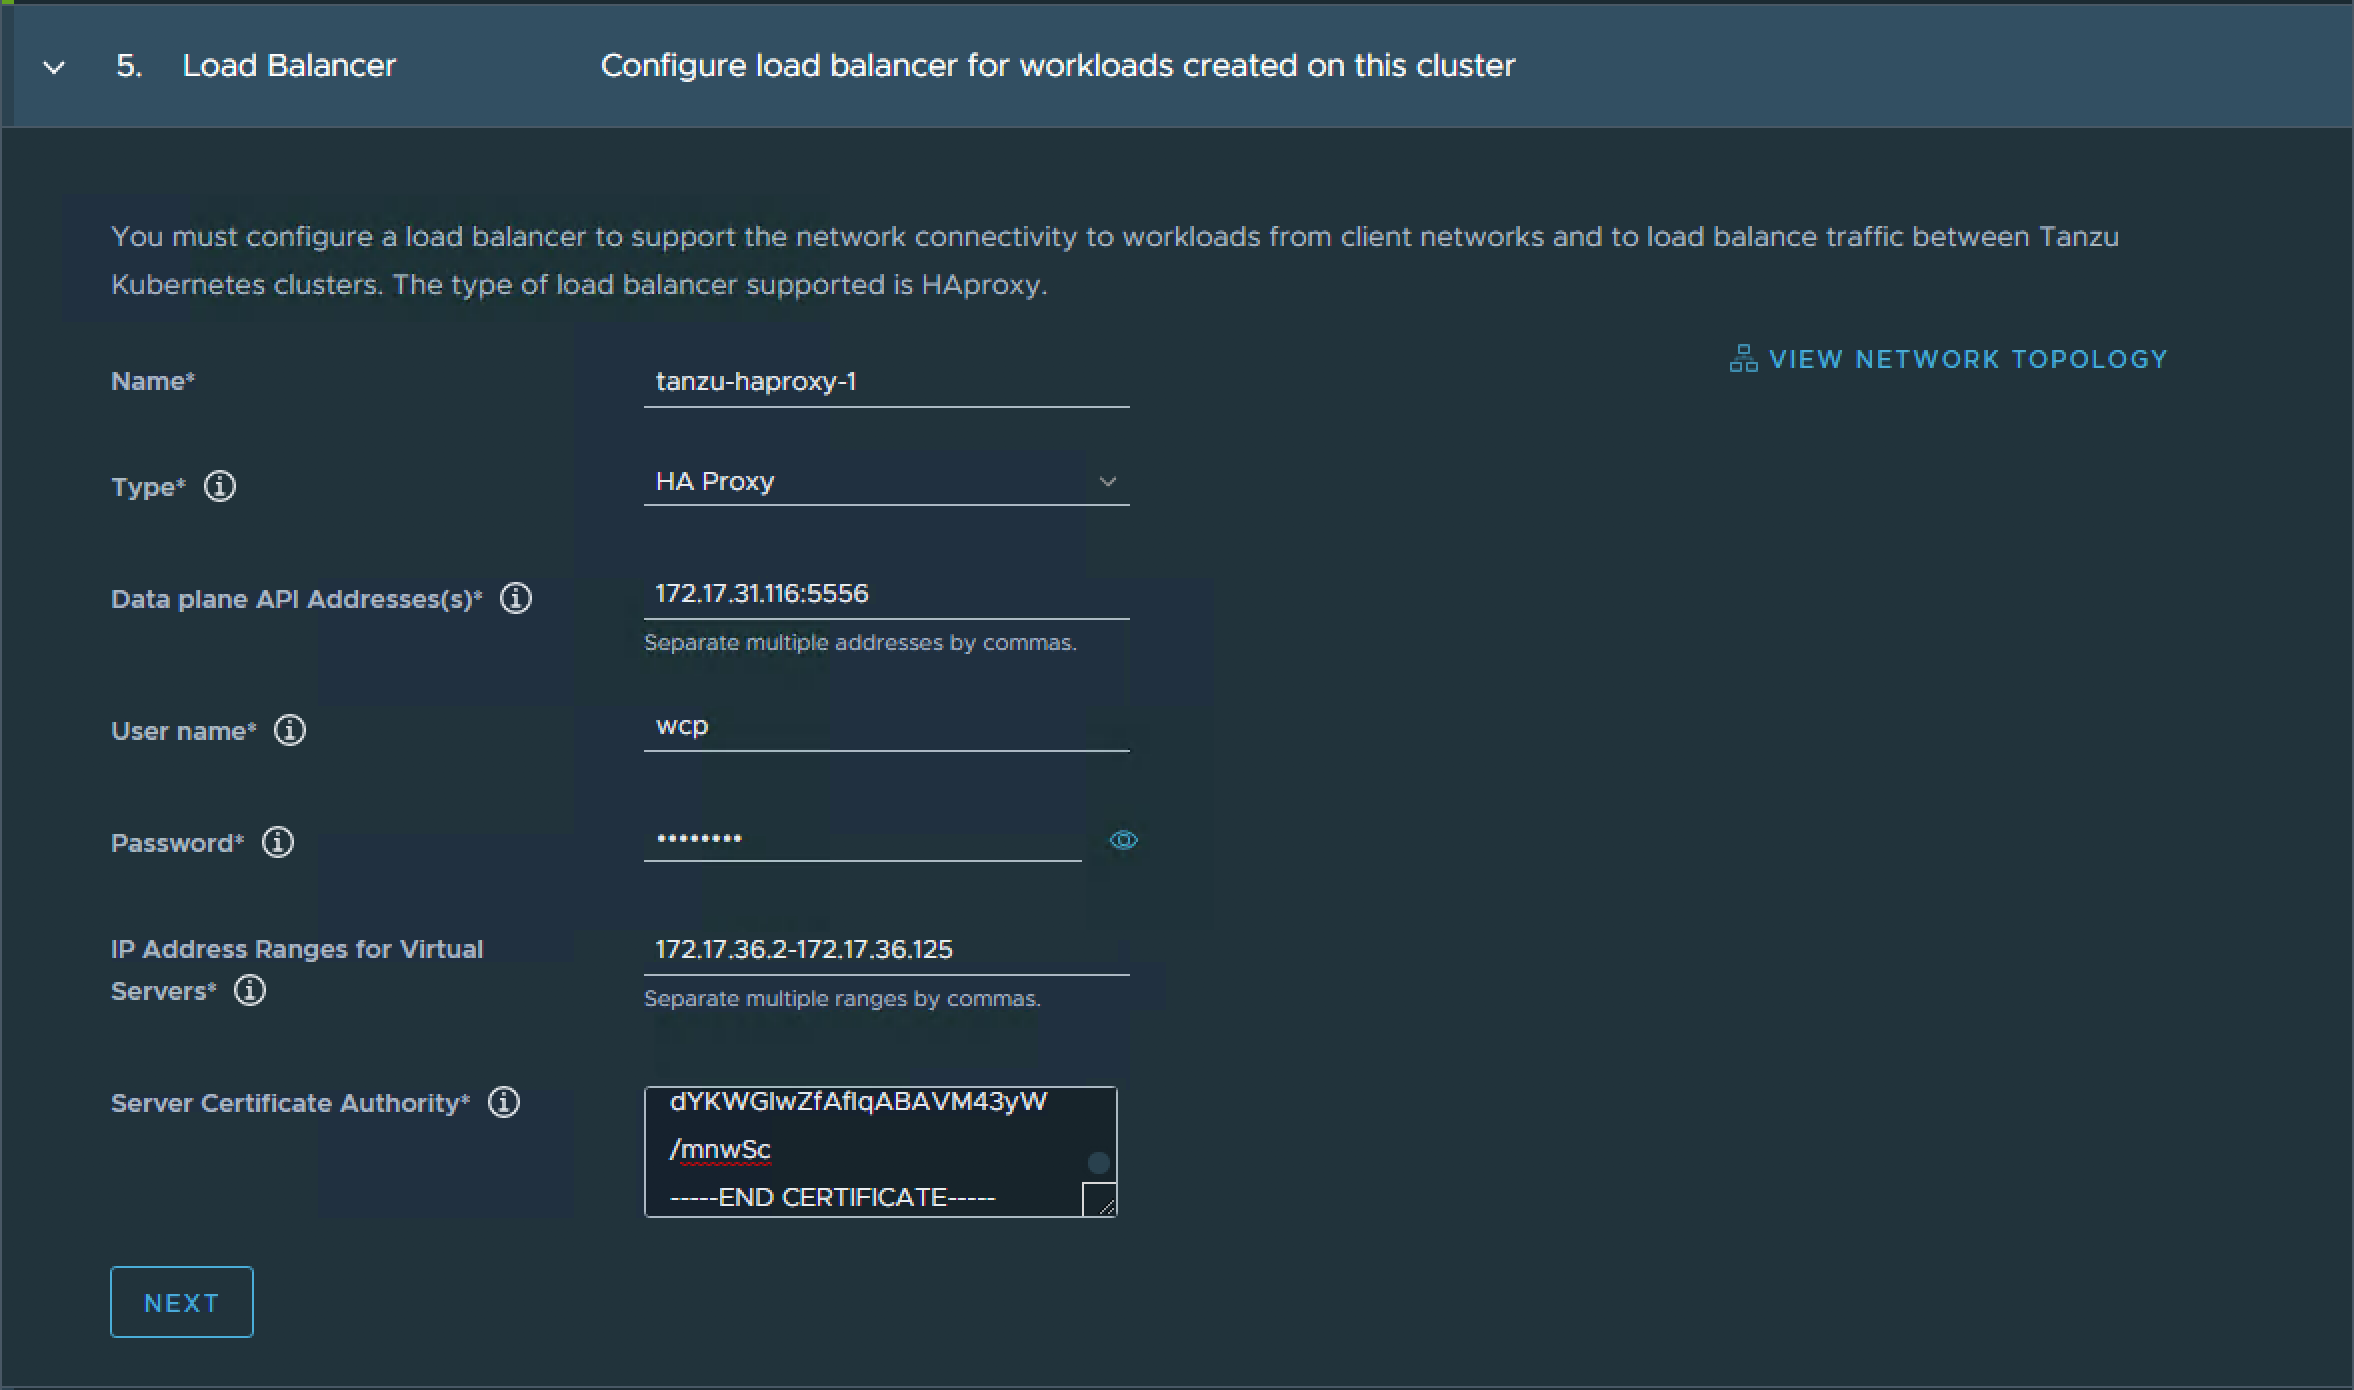 5. Load Balancer Configure load balancer for workloads created on this cluster
You must configure a load balancer to support the network connectivity to workloads from client networks and to load balance traffic between Tanzu
Kubernetes clusters. The type of load balancer supported is HAproxy.
VIEW NETWORK TOPOLOGY
Name* tanzu-haproxy-1
Type* HA Proxy
Data plane API Addresses(s)* 172.17.31.116:5556
Separate multiple addresses by commas.
User name* wcp
Password* ••••••••
IP Address Ranges for Virtual
Servers* 172.17.36.2-172.17.36.125
Separate multiple ranges by commas.
Server Certificate Authority* dYKWGlwZfAflqABAVM43yW
/mnwSc
-----END CERTIFICATE-----
NEXT